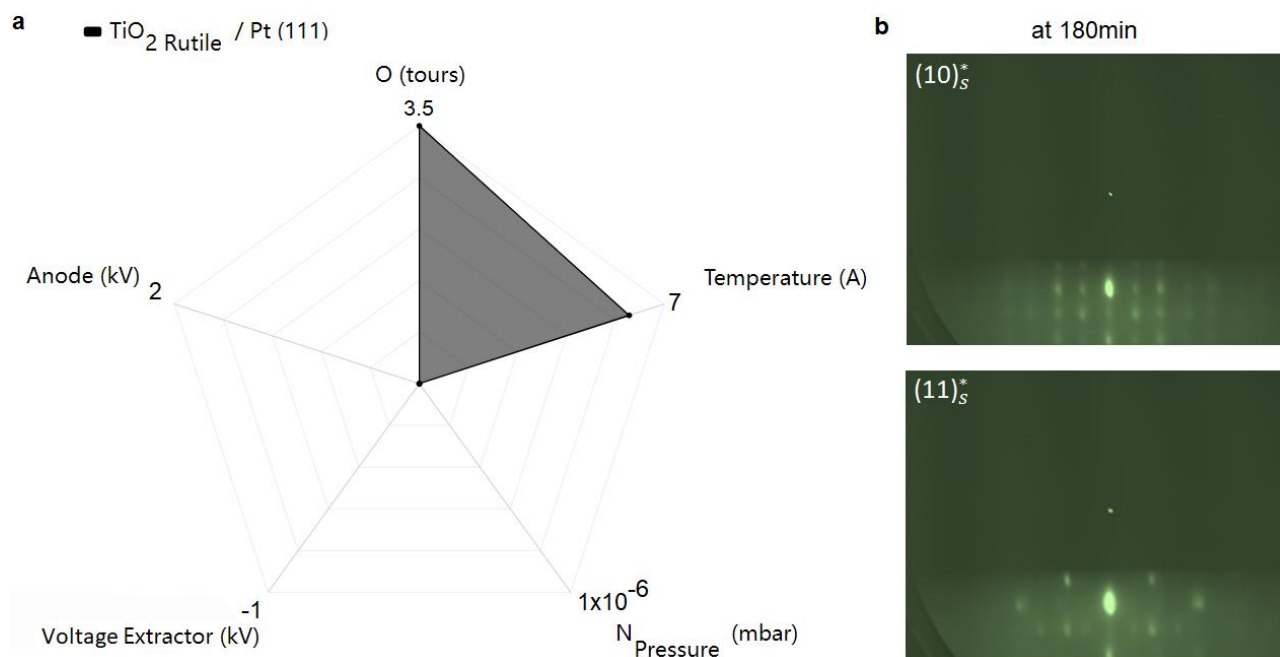 a
TiO2 Rutile / Pt (111)
O (tours)
3.5
Anode (kV) 2
Temperature (A)
7
-1
Voltage Extractor (kV)
1x10-6
NPressure (mbar)
b
at 180min
(10)*S
(11)*S